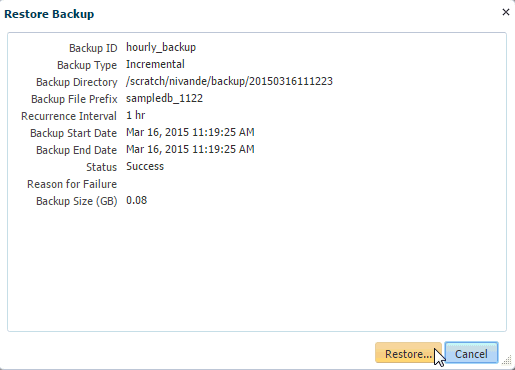 Restore Backup
Backup ID hourly_backup
Backup Type Incremental
Backup Directory /scratch/nivande/backup/20150316111223
Backup File Prefix sampledb_1122
Recurrence Interval 1 hr
Backup Start Date Mar 16, 2015 11:19:25 AM
Backup End Date Mar 16, 2015 11:19:25 AM
Status Success
Reason for Failure
Backup Size (GB) 0.08
Restore... Cancel